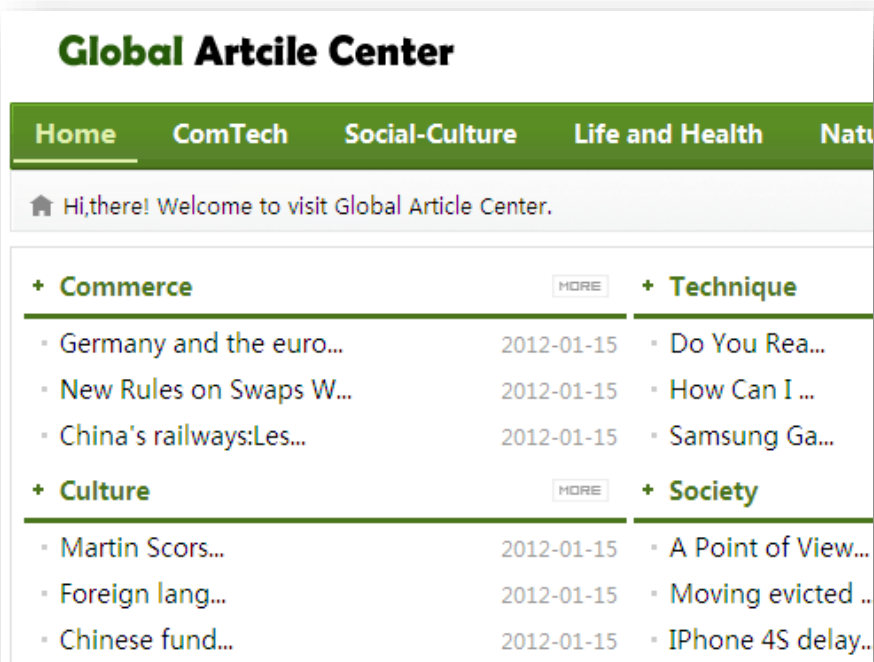 Global Artcile Center
Home ComTech Social-Culture Life and Health Natu
Hi,there! Welcome to visit Global Article Center.
+ Commerce MORE + Technique
Germany and the euro... 2012-01-15 Do You Rea...
New Rules on Swaps W... 2012-01-15 How Can I ...
China's railways:Les... 2012-01-15 Samsung Ga...
+ Culture MORE + Society
Martin Scors... 2012-01-15 A Point of View...
Foreign lang... 2012-01-15 Moving evicted ..
Chinese fund... 2012-01-15 IPhone 4S delay..